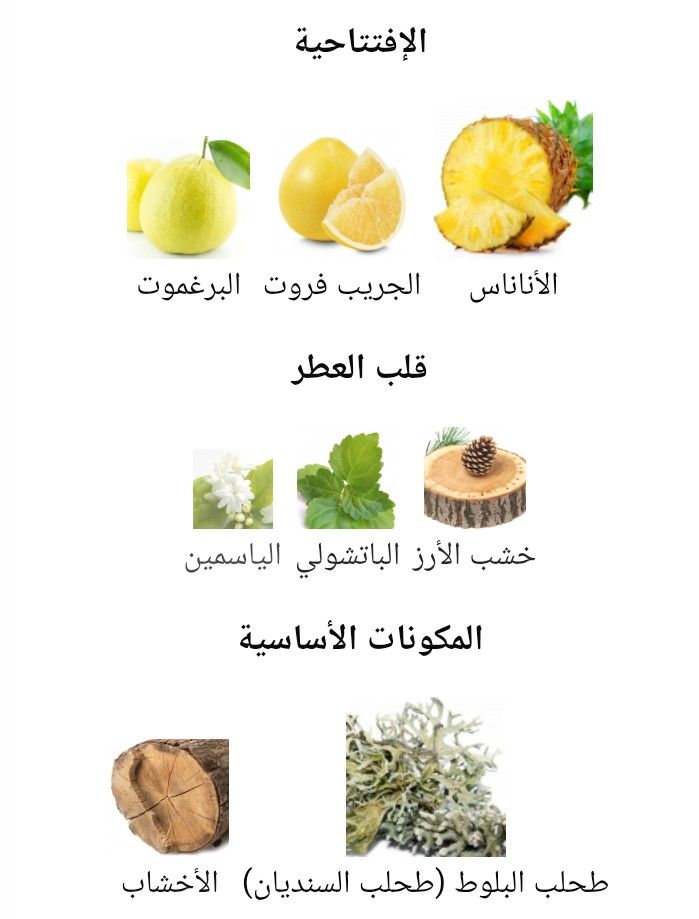 الإفتتاحية
الأناناس الجريب فروت البرغموت
قلب العطر
خشب الأرز الباتشولي الياسمين
المكونات الأساسية
طحلب البلوط (طحلب السنديان) الأخشاب